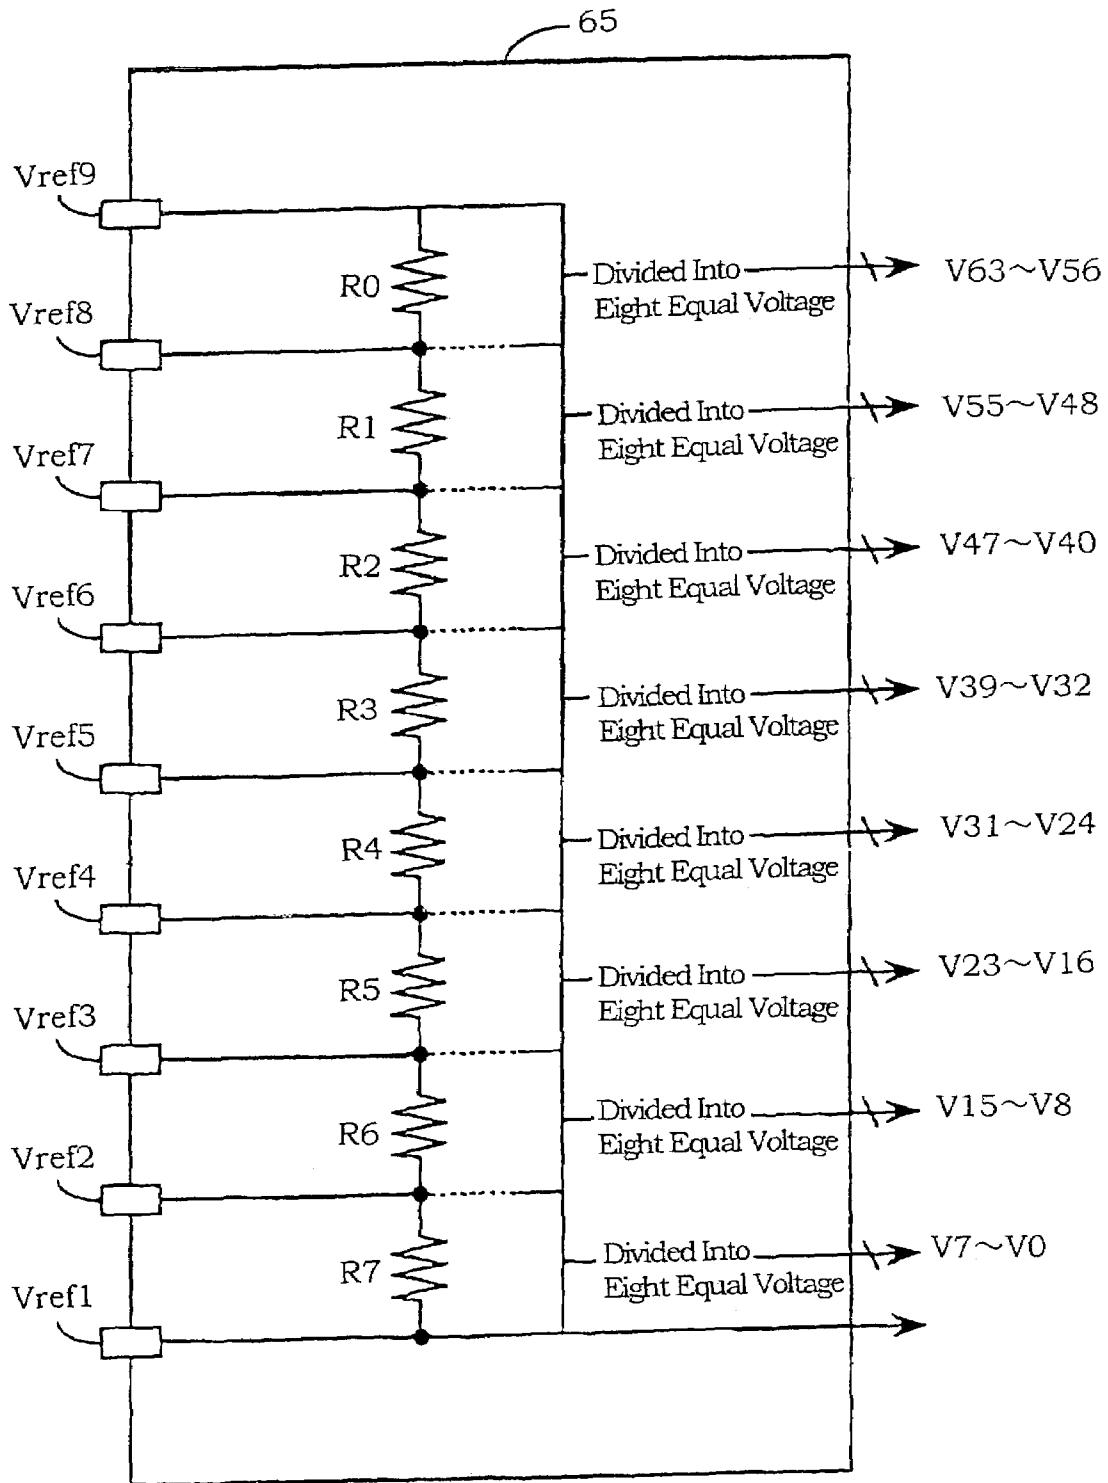 65
Vref9
R0
Divided Into
Eight Equal Voltage
V63~V56
Vref8
R1
Divided Into
Eight Equal Voltage
V55~V48
Vref7
R2
Divided Into
Eight Equal Voltage
V47~V40
Vref6
R3
Divided Into
Eight Equal Voltage
V39~V32
Vref5
R4
Divided Into
Eight Equal Voltage
V31~V24
Vref4
R5
Divided Into
Eight Equal Voltage
V23~V16
Vref3
R6
Divided Into
Eight Equal Voltage
V15~V8
Vref2
R7
Divided Into
Eight Equal Voltage
V7~V0
Vref1